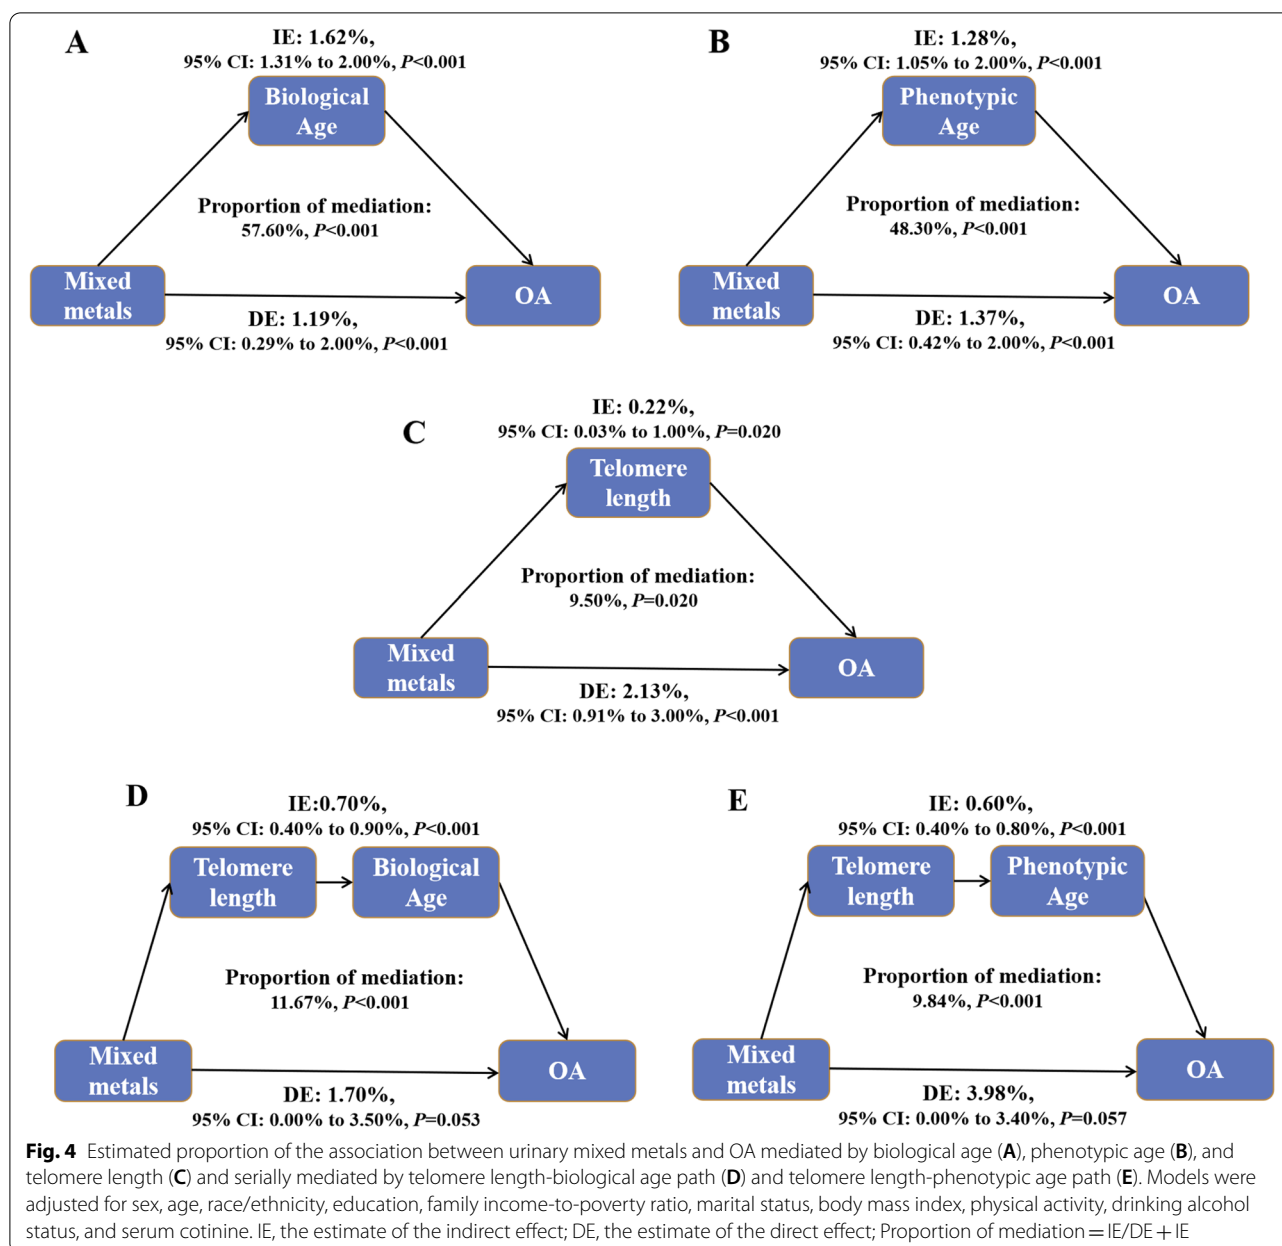 A
IE: 1.62%,
95% CI: 1.31% to 2.00%, P<0.001
Biological
Age
Proportion of mediation:
57.60%, P<0.001
Mixed
metals
OA
DE: 1.19%,
95% CI: 0.29% to 2.00%, P<0.001
B
IE: 1.28%,
95% CI: 1.05% to 2.00%, P<0.001
Phenotypic
Age
Proportion of mediation:
48.30%, P<0.001
Mixed
metals
OA
DE: 1.37%,
95% CI: 0.42% to 2.00%, P<0.001
C
IE: 0.22%,
95% CI: 0.03% to 1.00%, P=0.020
Telomere
length
Proportion of mediation:
9.50%, P=0.020
Mixed
metals
OA
DE: 2.13%,
95% CI: 0.91% to 3.00%, P<0.001
D
IE:0.70%,
95% CI: 0.40% to 0.90%, P<0.001
Telomere
length
Biological
Age
Proportion of mediation:
11.67%, P<0.001
Mixed
metals
OA
DE: 1.70%,
95% CI: 0.00% to 3.50%, P=0.053
E
IE: 0.60%,
95% CI: 0.40% to 0.80%, P<0.001
Telomere
length
Phenotypic
Age
Proportion of mediation:
9.84%, P<0.001
Mixed
metals
OA
DE: 3.98%,
95% CI: 0.00% to 3.40%, P=0.057
Fig. 4 Estimated proportion of the association between urinary mixed metals and OA mediated by biological age (A), phenotypic age (B), and
telomere length (C) and serially mediated by telomere length-biological age path (D) and telomere length-phenotypic age path (E). Models were
adjusted for sex, age, race/ethnicity, education, family income-to-poverty ratio, marital status, body mass index, physical activity, drinking alcohol
status, and serum cotinine. IE, the estimate of the indirect effect; DE, the estimate of the direct effect; Proportion of mediation = IE/DE + IE